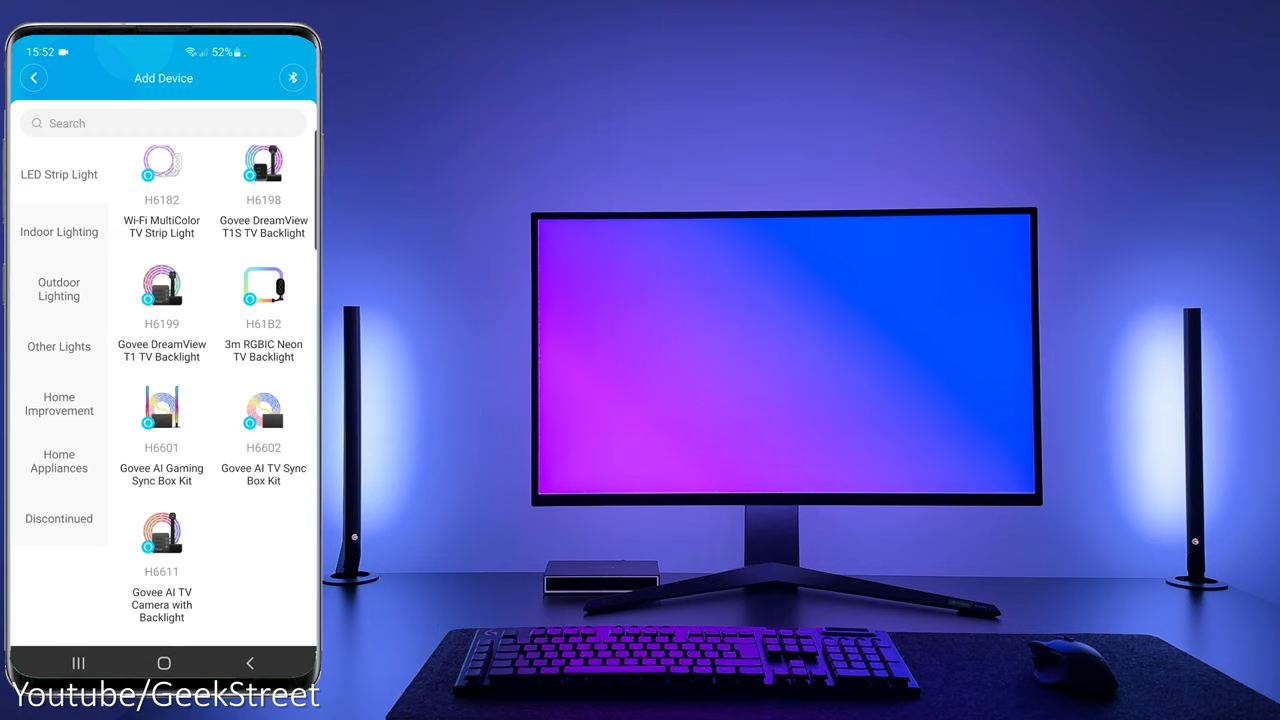 15:52
52%
Add Device
Search
LED Strip Light
Indoor Lighting
Outdoor
Lighting
Other Lights
Home
Improvement
Home
Appliances
Discontinued
H6182
Wi-Fi MultiColor
TV Strip Light
H6198
Govee DreamView
T1S TV Backlight
H6199
Govee DreamView
T1 TV Backlight
H61B2
3m RGBIC Neon
TV Backlight
H6601
Govee AI Gaming
Sync Box Kit
H6602
Govee AI TV Sync
Box Kit
H6611
Govee AI TV
Camera with
Backlight
Youtube/GeekStreet